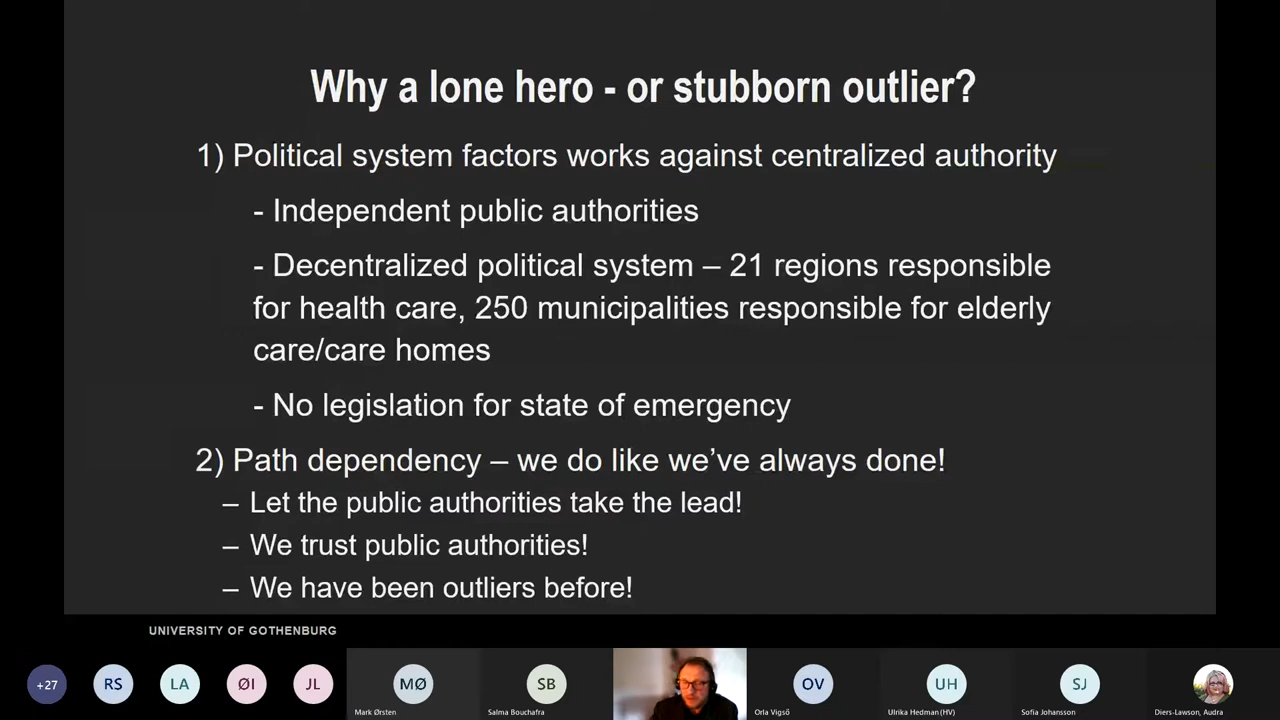 Why a lone hero - or stubborn outlier?
1) Political system factors works against centralized authority
- Independent public authorities
- Decentralized political system – 21 regions responsible
for health care, 250 municipalities responsible for elderly
care/care homes
- No legislation for state of emergency
2) Path dependency – we do like we’ve always done!
– Let the public authorities take the lead!
– We trust public authorities!
– We have been outliers before!
UNIVERSITY OF GOTHENBURG
+27
RS
LA
ØI
JL
MØ
Mark Ørsten
SB
Salma Bouchafra
OV
Orla Vigsö
UH
Ulrika Hedman (HV)
SJ
Sofia Johansson
Diers-Lawson, Audra